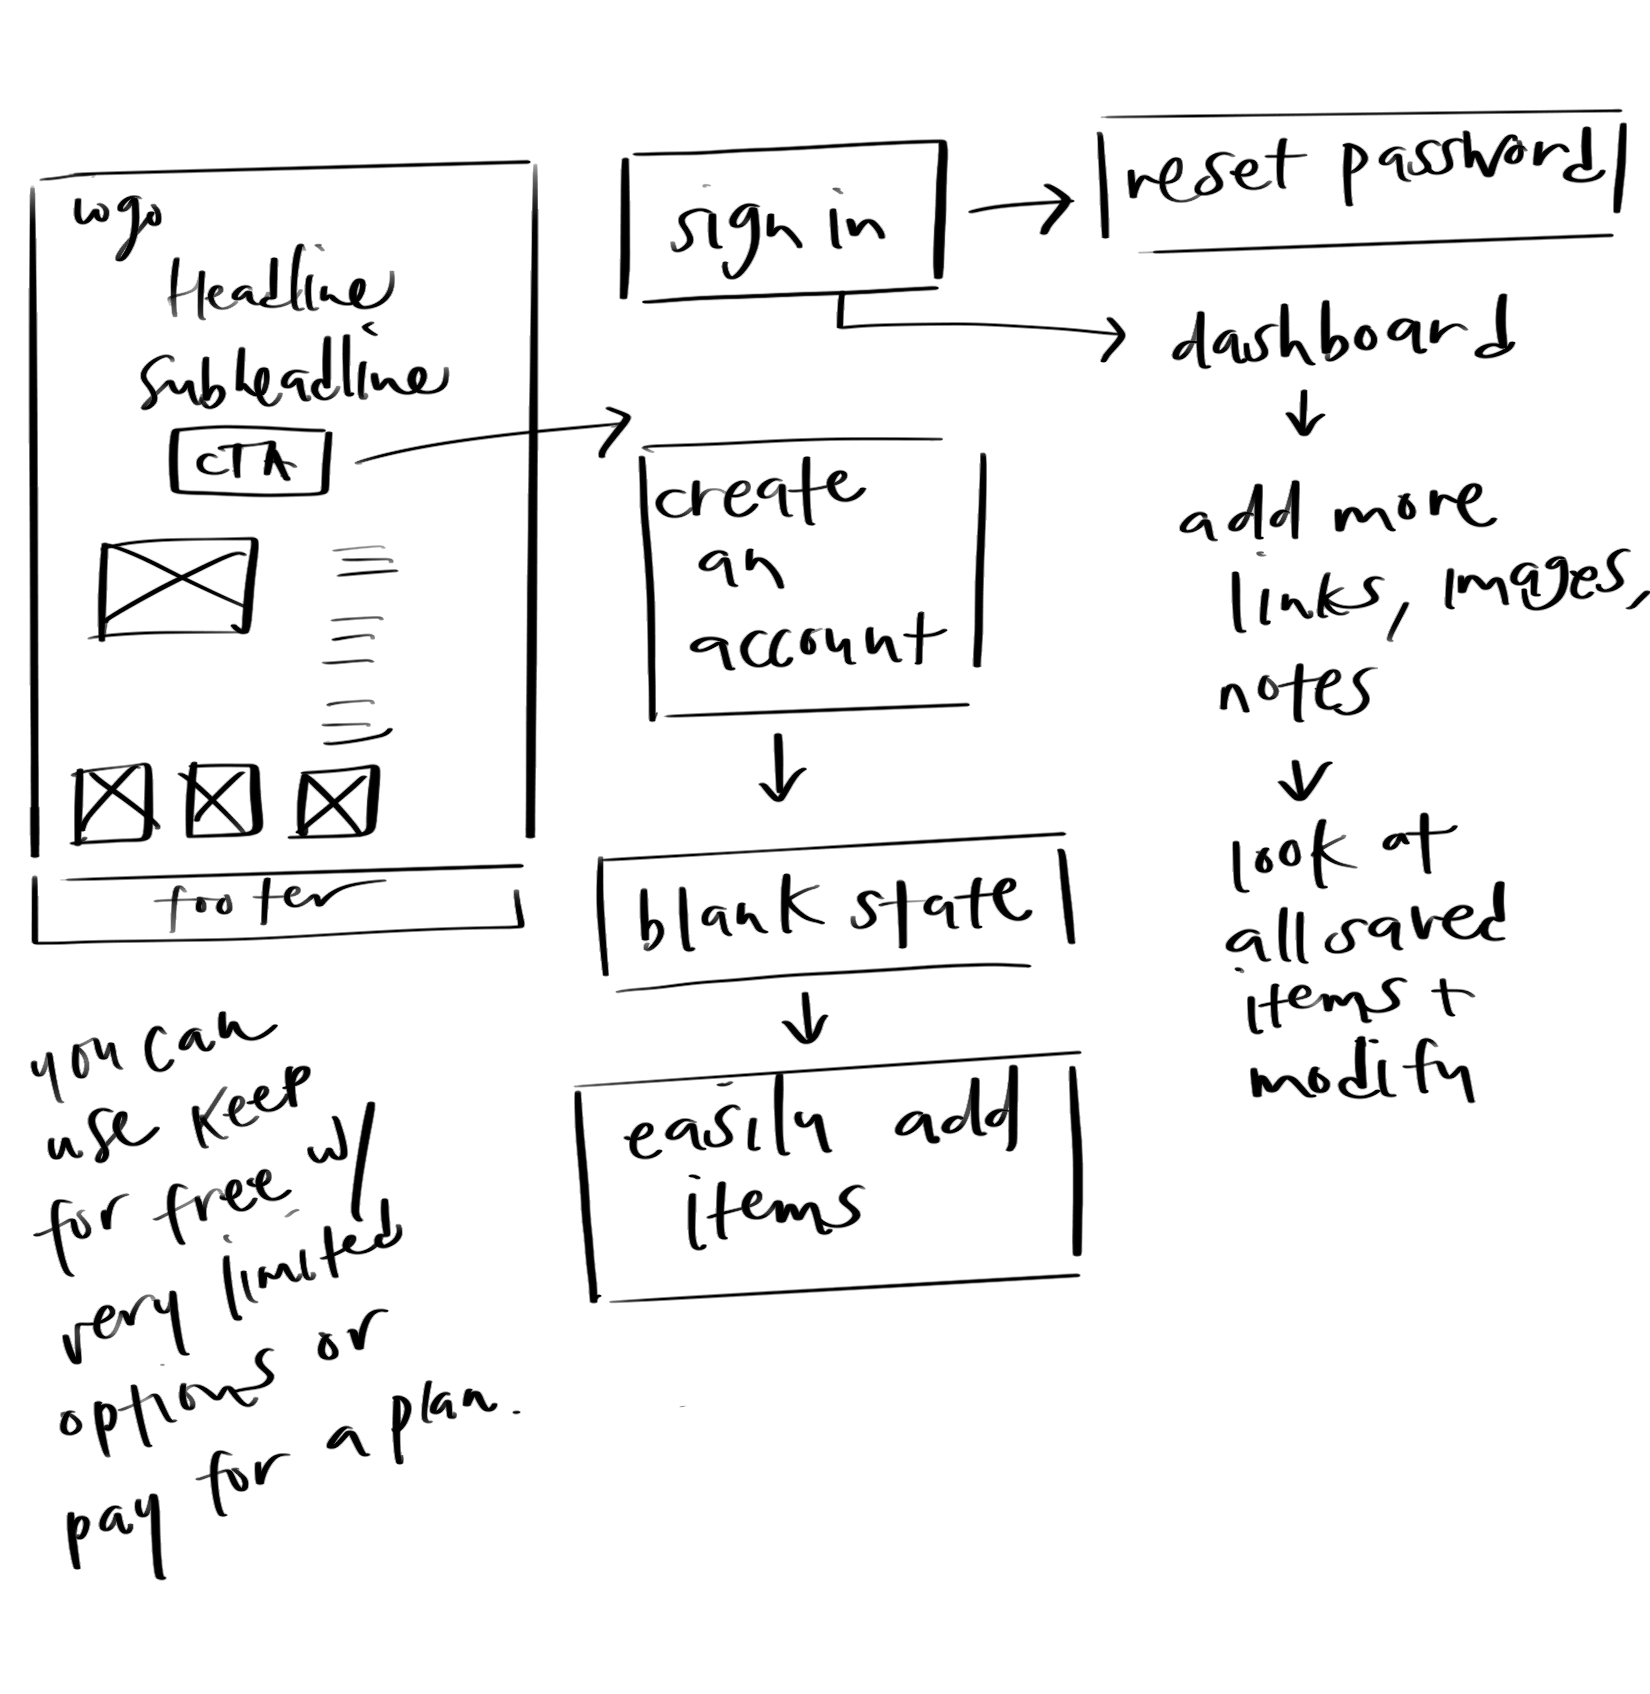 logo
Headline
Subheadline
CTA
footer
you can
use Keep
for free w/
very limited
options or
pay for a plan.
sign in
create
an
account
blank state
easily add
items
reset password
dashboard
add more
links, images,
notes
look at
all saved
items +
modify